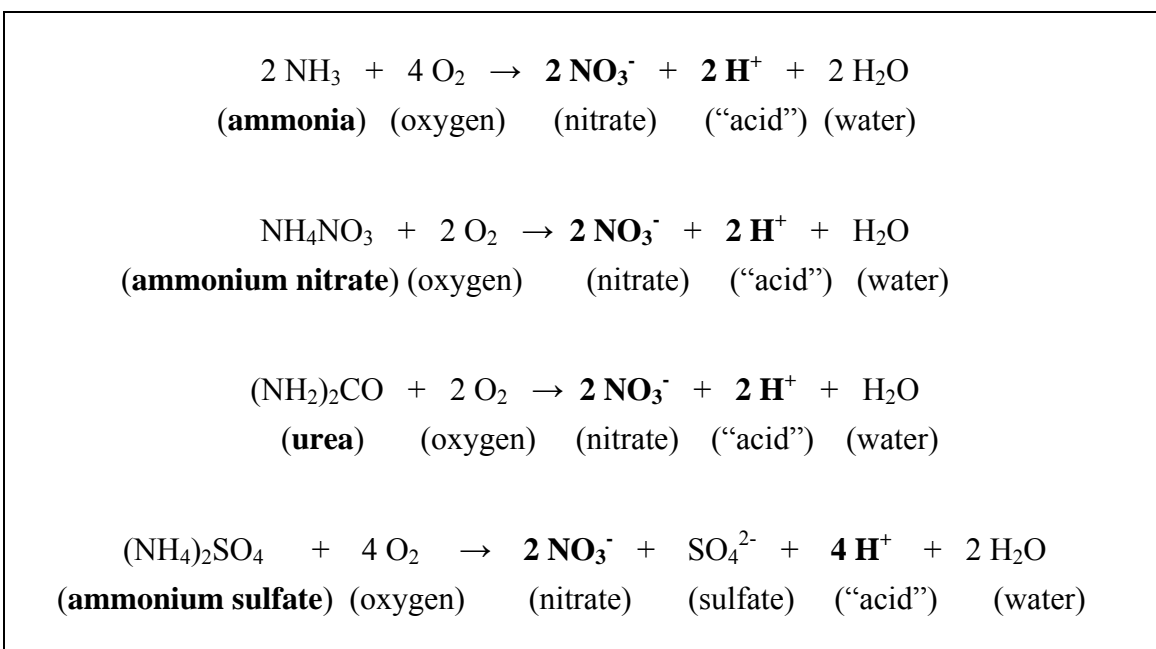 2 NH₃ + 4 O₂ → 2 NO₃⁻ + 2 H⁺ + 2 H₂O
(ammonia) (oxygen) (nitrate) (“acid”) (water)
NH₄NO₃ + 2 O₂ → 2 NO₃⁻ + 2 H⁺ + H₂O
(ammonium nitrate) (oxygen) (nitrate) (“acid”) (water)
(NH₂)₂CO + 2 O₂ → 2 NO₃⁻ + 2 H⁺ + H₂O
(urea) (oxygen) (nitrate) (“acid”) (water)
(NH₄)₂SO₄ + 4 O₂ → 2 NO₃⁻ + SO₄²⁻ + 4 H⁺ + 2 H₂O
(ammonium sulfate) (oxygen) (nitrate) (sulfate) (“acid”) (water)